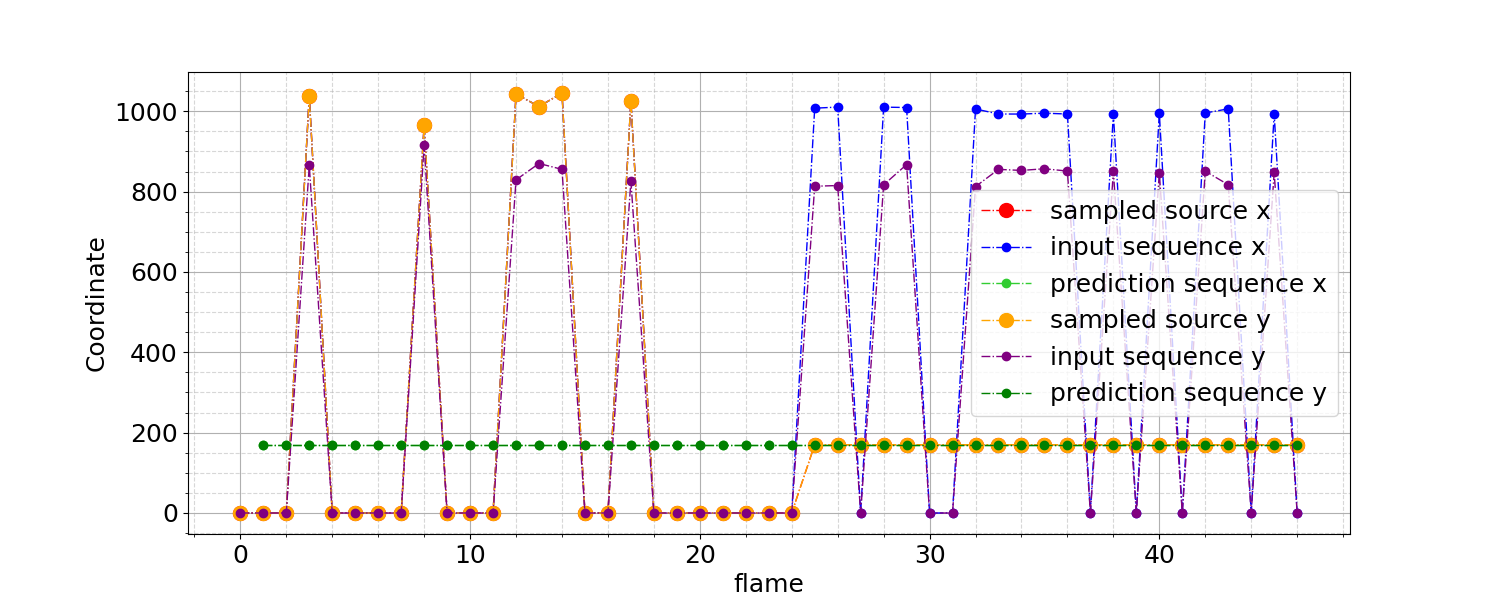 1000
800
600
400
200
0
Coordinate
sampled source x
input sequence x
prediction sequence x
sampled source y
input sequence y
prediction sequence y
0 10 20 30 40
flame